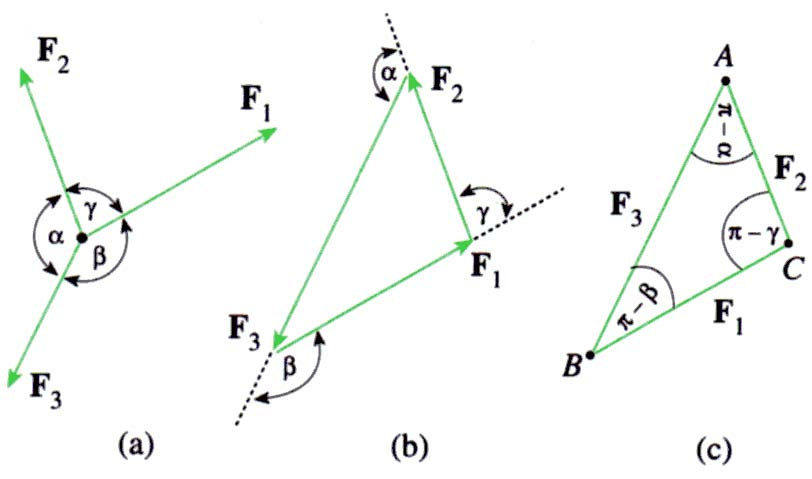 F₂
F₁
γ
α
β
F₃
(a)
α
F₂
γ
F₁
F₃
β
(b)
A
π – α
F₂
F₃
π – γ
C
π – β
F₁
B
(c)